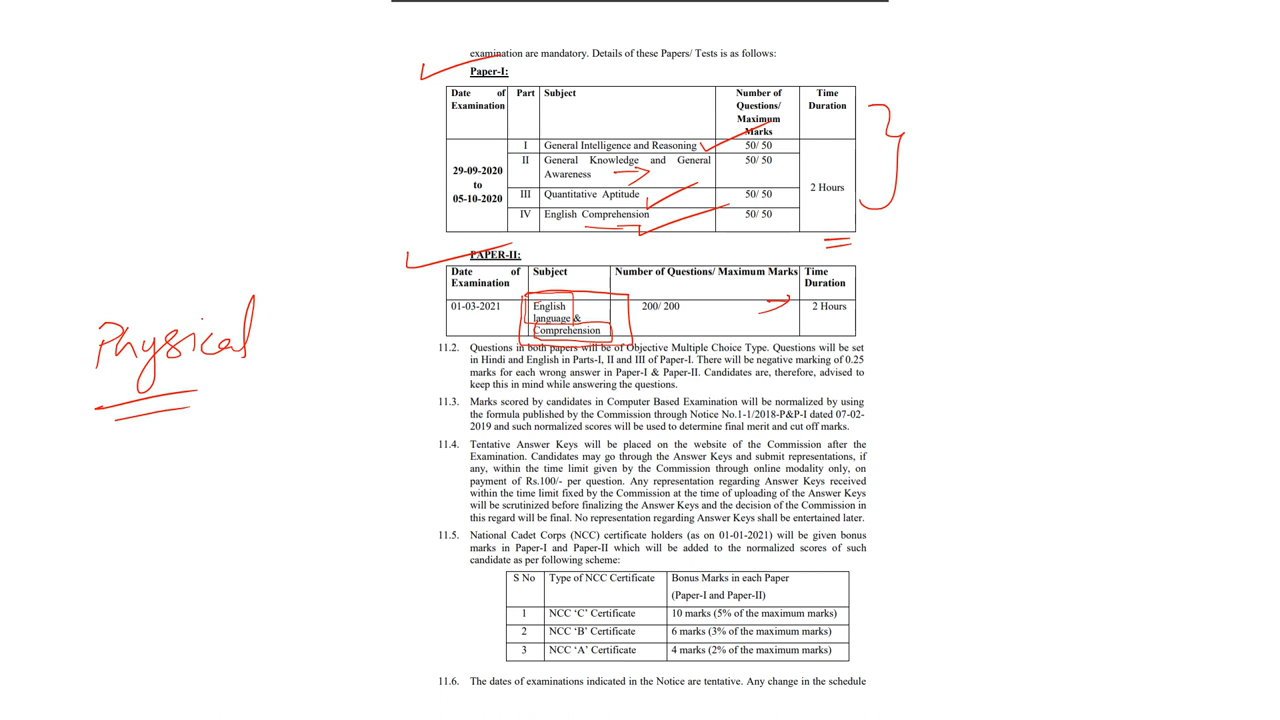 examination are mandatory. Details of these Papers/ Tests is as follows:
Paper-I:
Date of Examination Part Subject Number of Questions/ Maximum Marks Time Duration
29-09-2020 to 05-10-2020
I General Intelligence and Reasoning 50/ 50
II General Knowledge and General Awareness 50/ 50
III Quantitative Aptitude 50/ 50
IV English Comprehension 50/ 50
2 Hours
PAPER-II:
Date of Examination Subject Number of Questions/ Maximum Marks Time Duration
01-03-2021 English language & Comprehension 200/ 200 2 Hours
Physical
11.2. Questions in both papers will be of Objective Multiple Choice Type. Questions will be set
in Hindi and English in Parts-I, II and III of Paper-I. There will be negative marking of 0.25
marks for each wrong answer in Paper-I & Paper-II. Candidates are, therefore, advised to
keep this in mind while answering the questions.
11.3. Marks scored by candidates in Computer Based Examination will be normalized by using
the formula published by the Commission through Notice No.1-1/2018-P&P-I dated 07-02-
2019 and such normalized scores will be used to determine final merit and cut off marks.
11.4. Tentative Answer Keys will be placed on the website of the Commission after the
Examination. Candidates may go through the Answer Keys and submit representations, if
any, within the time limit given by the Commission through online modality only, on
payment of Rs.100/- per question. Any representation regarding Answer Keys received
within the time limit fixed by the Commission at the time of uploading of the Answer Keys
will be scrutinized before finalizing the Answer Keys and the decision of the Commission in
this regard will be final. No representation regarding Answer Keys shall be entertained later.
11.5. National Cadet Corps (NCC) certificate holders (as on 01-01-2021) will be given bonus
marks in Paper-I and Paper-II which will be added to the normalized scores of such
candidate as per following scheme:
S No Type of NCC Certificate Bonus Marks in each Paper
(Paper-I and Paper-II)
1 NCC ‘C’ Certificate 10 marks (5% of the maximum marks)
2 NCC ‘B’ Certificate 6 marks (3% of the maximum marks)
3 NCC ‘A’ Certificate 4 marks (2% of the maximum marks)
11.6. The dates of examinations indicated in the Notice are tentative. Any change in the schedule